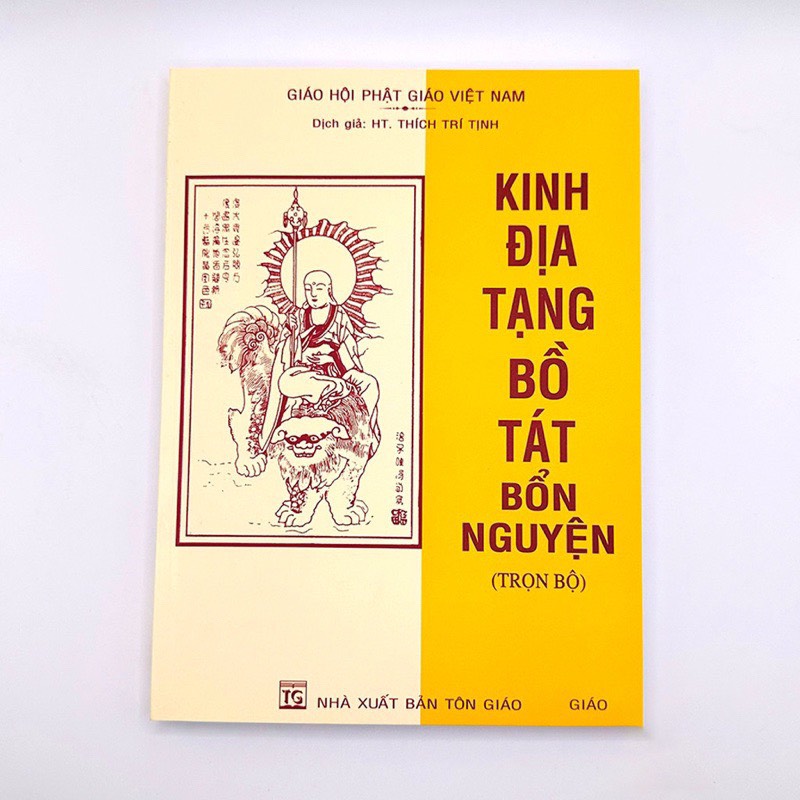 GIÁO HỘI PHẬT GIÁO VIỆT NAM
Dịch giả: HT. THÍCH TRÍ TỊNH
KINH
ĐỊA
TẠNG
BỒ
TÁT
BỔN
NGUYỆN
(TRỌN BỘ)
TG
NHÀ XUẤT BẢN TÔN GIÁO GIÁO